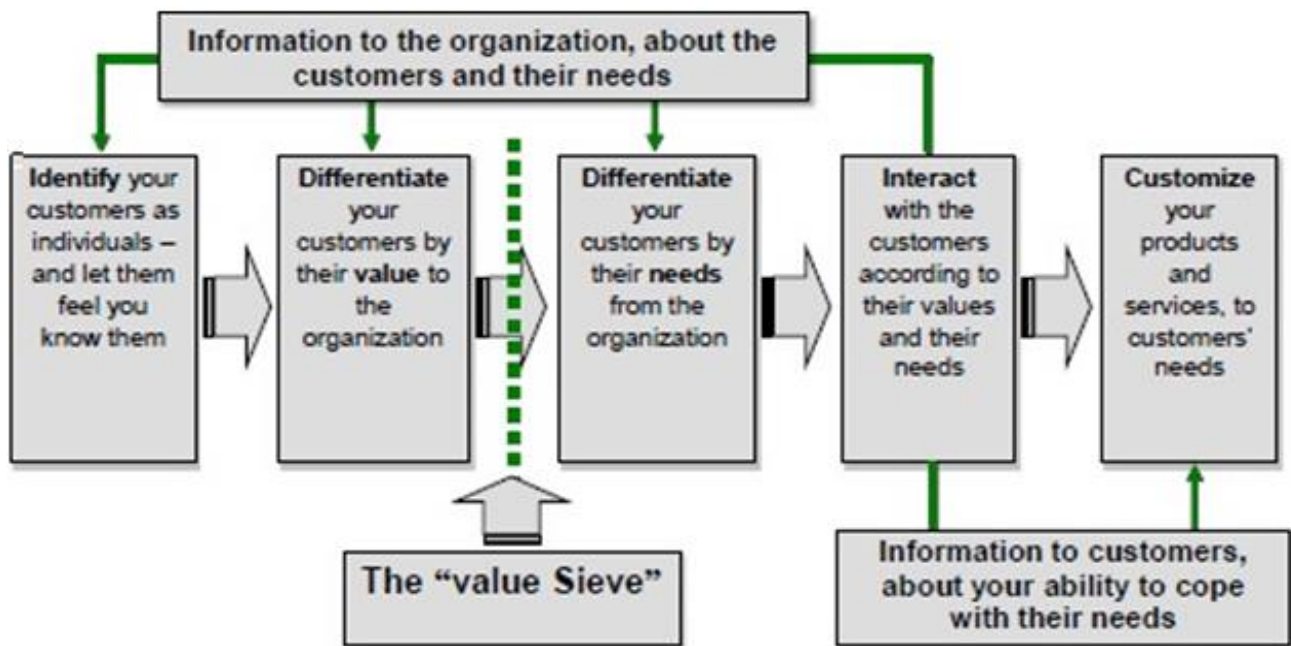 Information to the organization, about the
customers and their needs
Identify your
customers as
individuals –
and let them
feel you
know them
Differentiate
your
customers by
their value to
the
organization
Differentiate
your
customers by
their needs
from the
organization
Interact
with the
customers
according to
their values
and their
needs
Customize
your
products
and
services, to
customers'
needs
The “value Sieve”
Information to customers,
about your ability to cope
with their needs